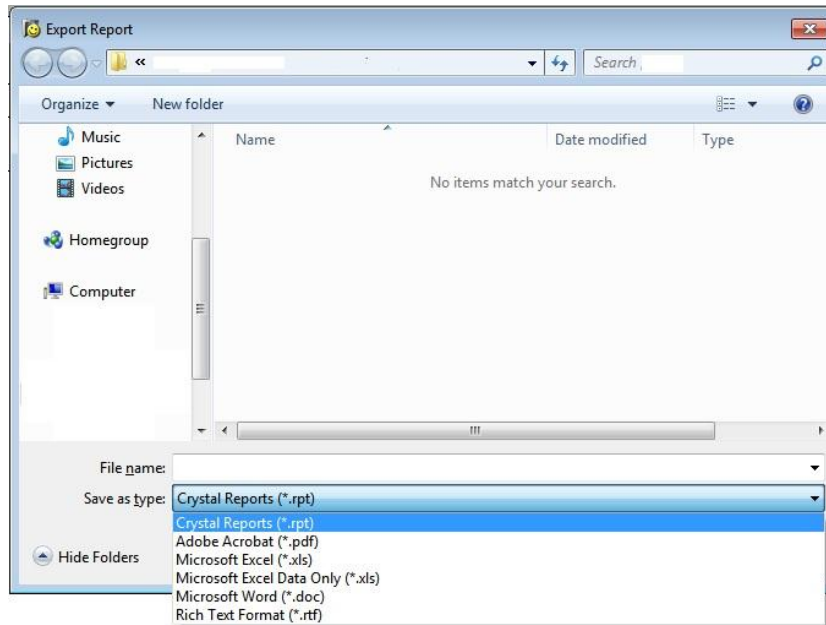 Export Report
«
Search
Organize
New folder
Music
Pictures
Videos
Homegroup
Computer
Name
Date modified
Type
No items match your search.
File name:
Save as type:
Crystal Reports (*.rpt)
Crystal Reports (*.rpt)
Adobe Acrobat (*.pdf)
Microsoft Excel (*.xls)
Microsoft Excel Data Only (*.xls)
Microsoft Word (*.doc)
Rich Text Format (*.rtf)
Hide Folders